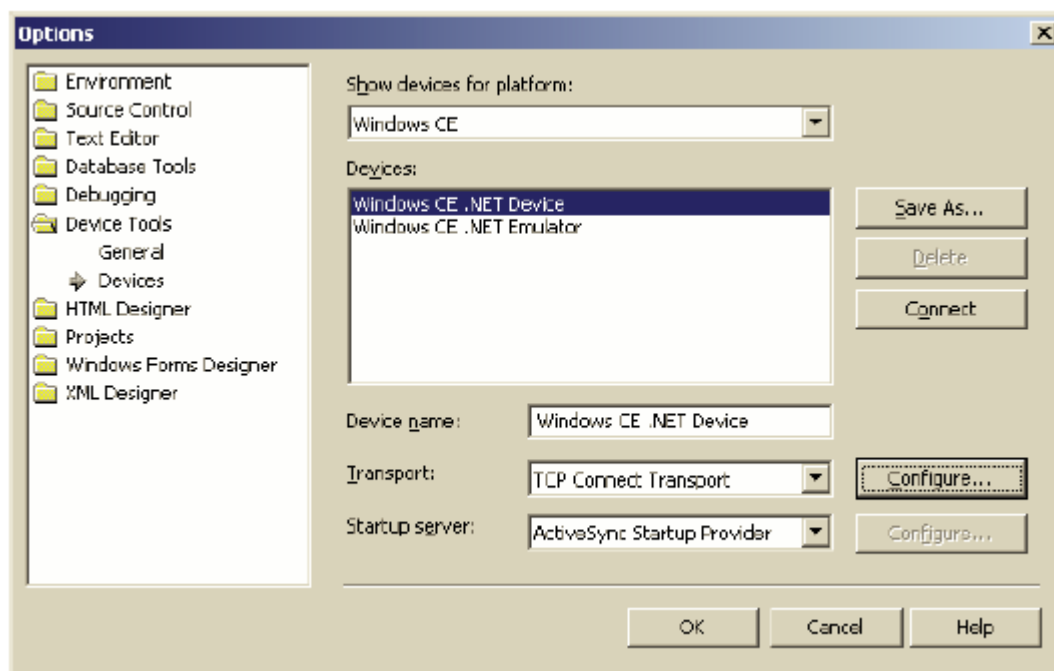 Options
Environment
Source Control
Text Editor
Database Tools
Debugging
Device Tools
General
Devices
HTML Designer
Projects
Windows Forms Designer
XML Designer
Show devices for platform:
Windows CE
Devices:
Windows CE .NET Device
Windows CE .NET Emulator
Save As...
Delete
Connect
Device name: Windows CE .NET Device
Transport: TCP Connect Transport Configure...
Startup server: ActiveSync Startup Provider Configure...
OK Cancel Help